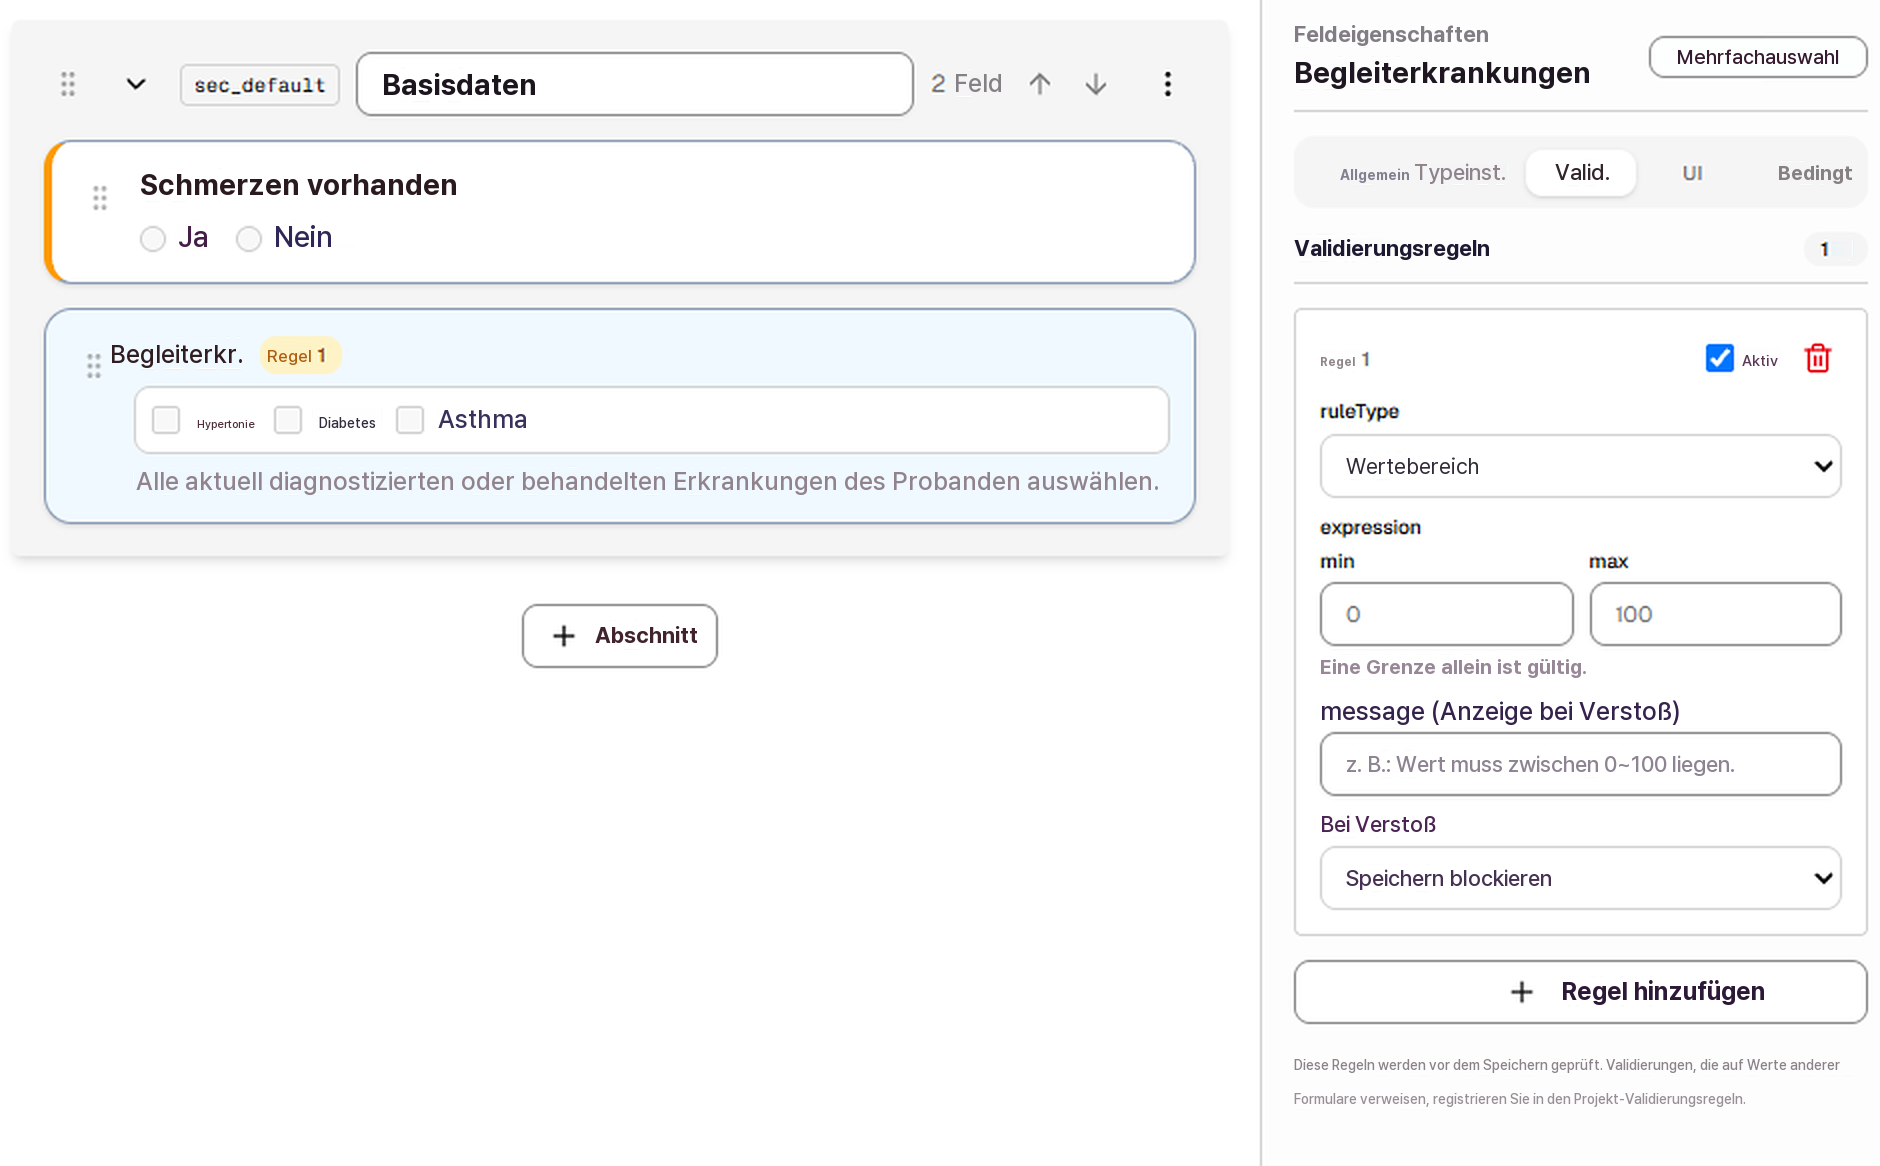 sec_default Basisdaten 2 Feld
Schmerzen vorhanden
Ja Nein
Begleiterkr. Regel 1
Hypertonie Diabetes Asthma
Alle aktuell diagnostizierten oder behandelten Erkrankungen des Probanden auswählen.
+ Abschnitt
Feldeigenschaften
Begleiterkrankungen
Mehrfachauswahl
Allgemein Typeinst. Valid. UI Bedingt
Validierungsregeln 1
Regel 1 Aktiv
ruleType
Wertebereich
expression
min max
0 100
Eine Grenze allein ist gültig.
message (Anzeige bei Verstoß)
z. B.: Wert muss zwischen 0~100 liegen.
Bei Verstoß
Speichern blockieren
+ Regel hinzufügen
Diese Regeln werden vor dem Speichern geprüft. Validierungen, die auf Werte anderer
Formulare verweisen, registrieren Sie in den Projekt-Validierungsregeln.